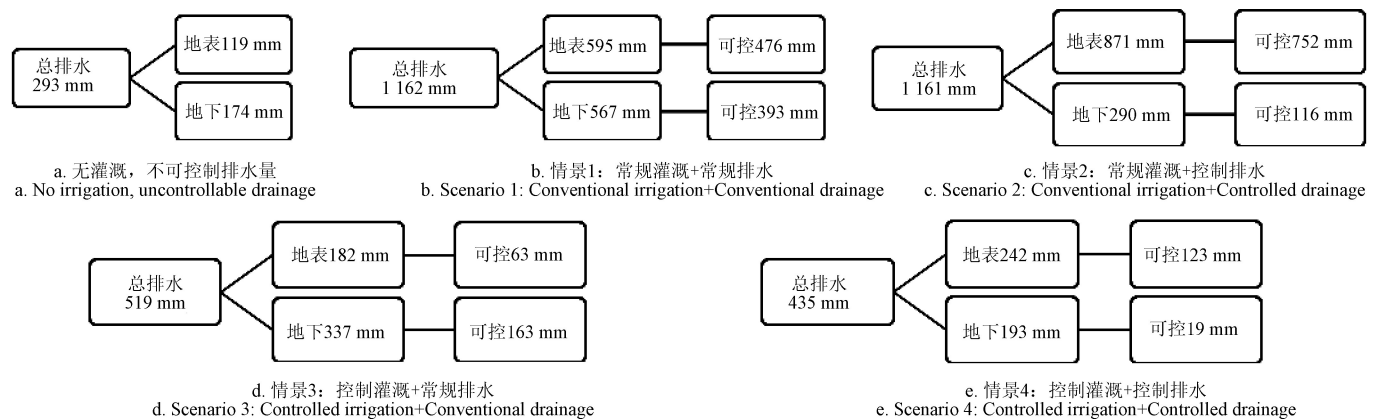 总排水
293 mm
地表119 mm
地下174 mm
a. 无灌溉，不可控制排水量
a. No irrigation, uncontrollable drainage
总排水
1 162 mm
地表595 mm
可控476 mm
地下567 mm
可控393 mm
b. 情景1：常规灌溉+常规排水
b. Scenario 1: Conventional irrigation+Conventional drainage
总排水
1 161 mm
地表871 mm
可控752 mm
地下290 mm
可控116 mm
c. 情景2：常规灌溉+控制排水
c. Scenario 2: Conventional irrigation+Controlled drainage
总排水
519 mm
地表182 mm
可控63 mm
地下337 mm
可控163 mm
d. 情景3：控制灌溉+常规排水
d. Scenario 3: Controlled irrigation+Conventional drainage
总排水
435 mm
地表242 mm
可控123 mm
地下193 mm
可控19 mm
e. 情景4：控制灌溉+控制排水
e. Scenario 4: Controlled irrigation+Controlled drainage